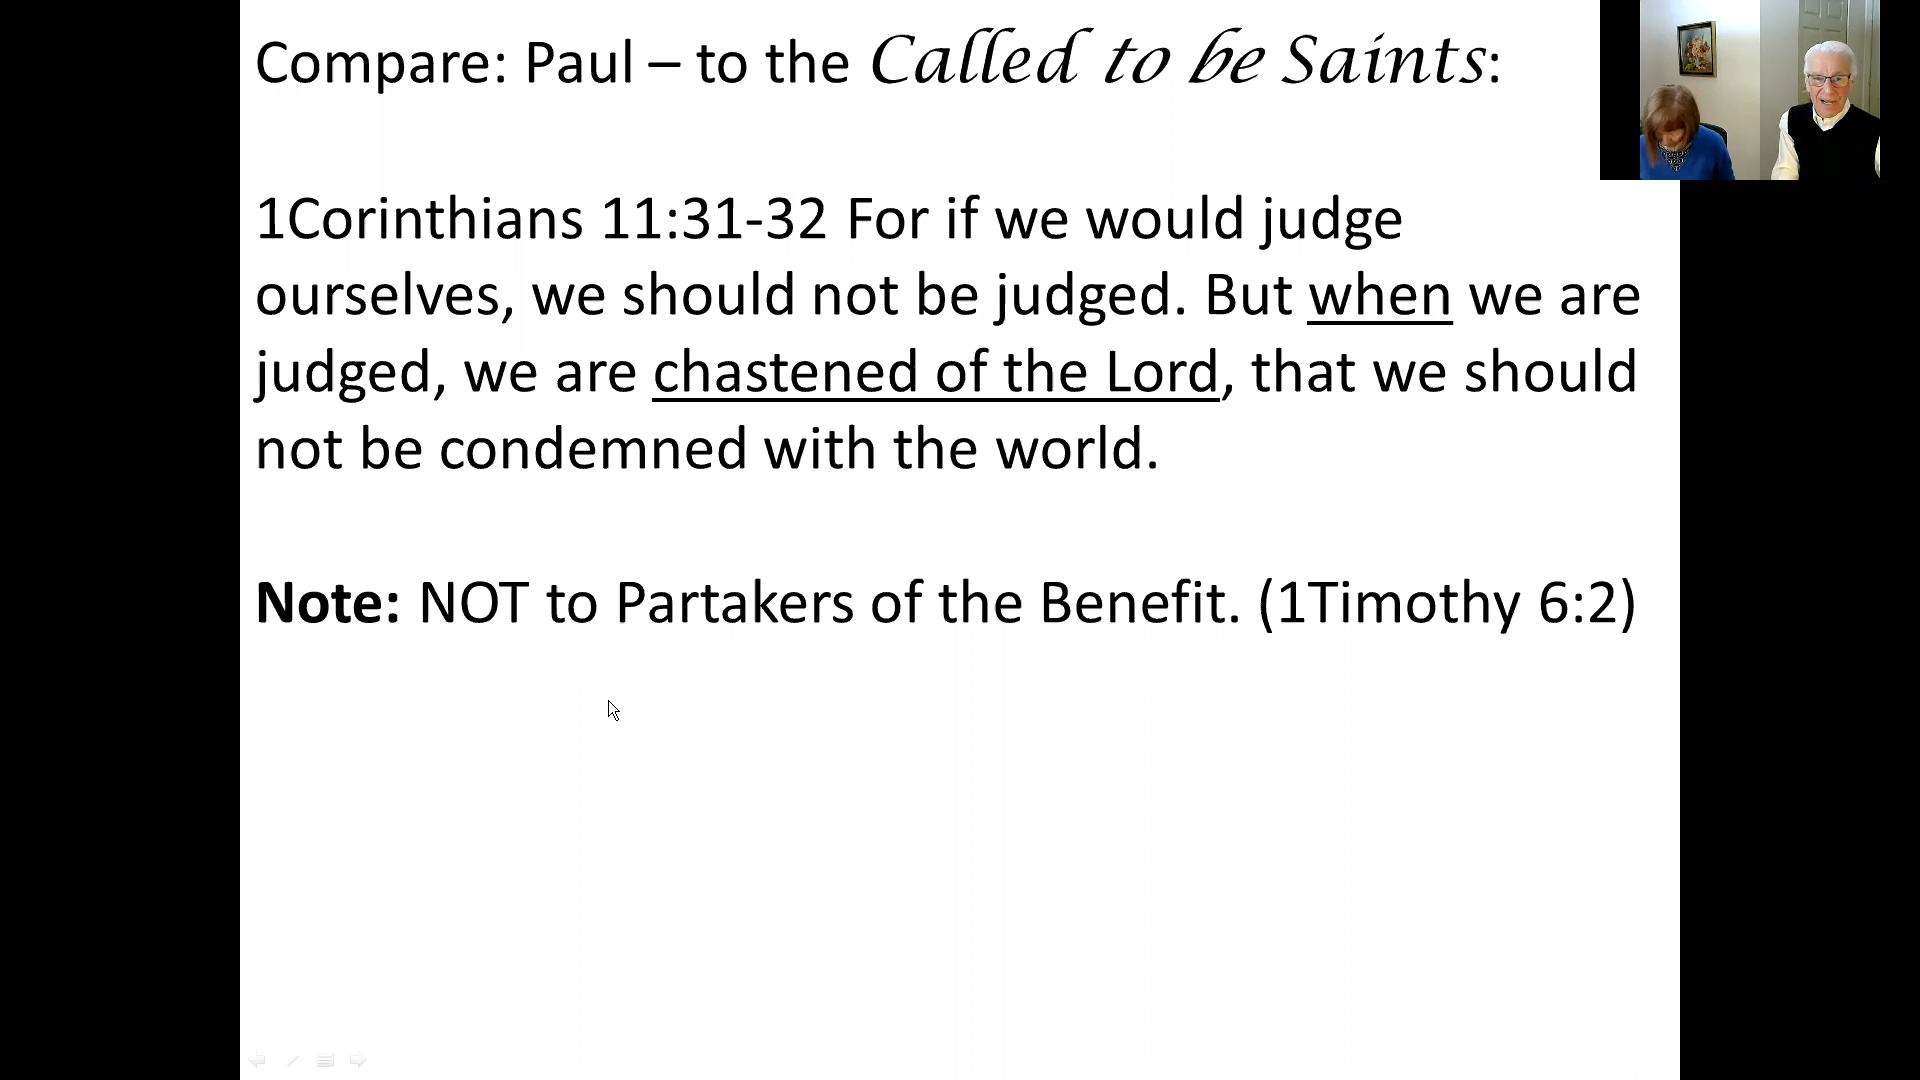 Compare: Paul – to the Called to be Saints:
1Corinthians 11:31-32 For if we would judge
ourselves, we should not be judged. But when we are
judged, we are chastened of the Lord, that we should
not be condemned with the world.
Note: NOT to Partakers of the Benefit. (1Timothy 6:2)